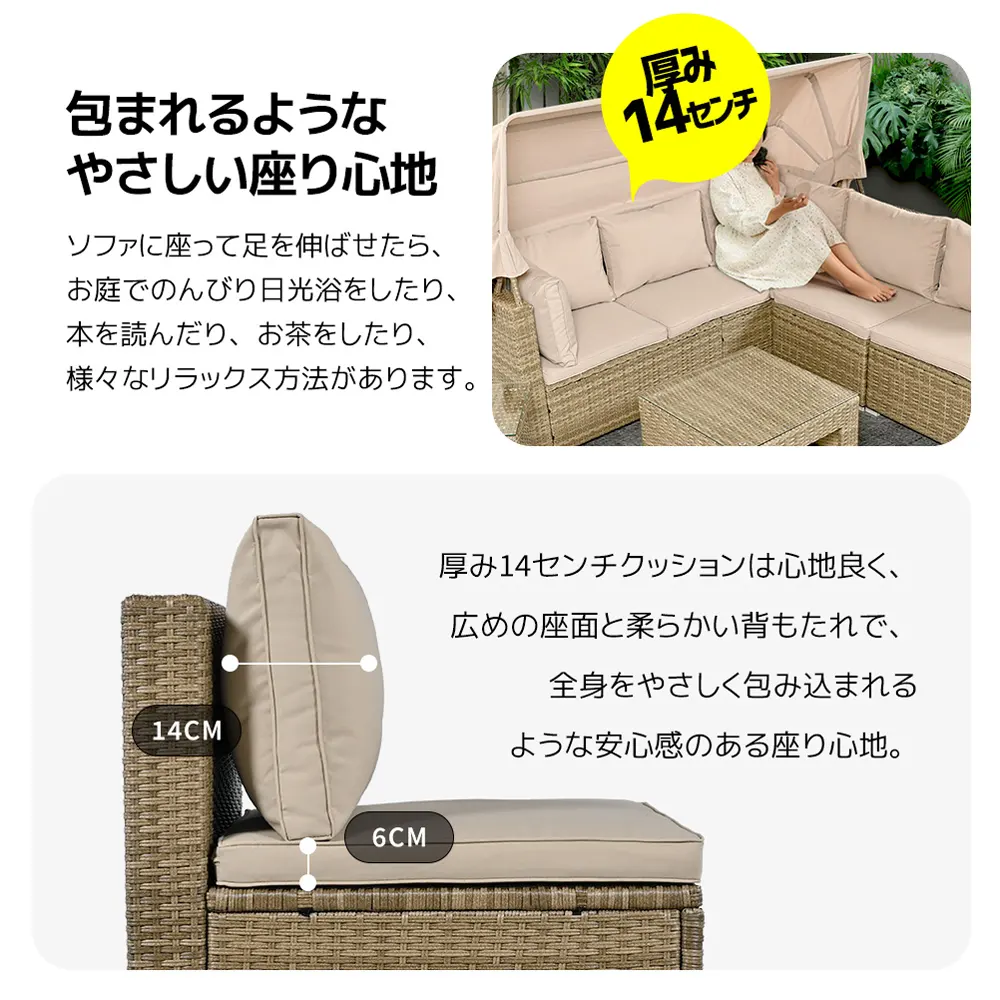 包まれるような
やさしい座り心地
ソファに座って足を伸ばせたら、
お庭でのんびり日光浴をしたり、
本を読んだり、お茶をしたり、
様々なリラックス方法があります。
厚み
14センチ
厚み14センチクッションは心地良く、
広めの座面と柔らかい背もたれで、
全身をやさしく包み込まれる
ような安心感のある座り心地。
14CM
6CM